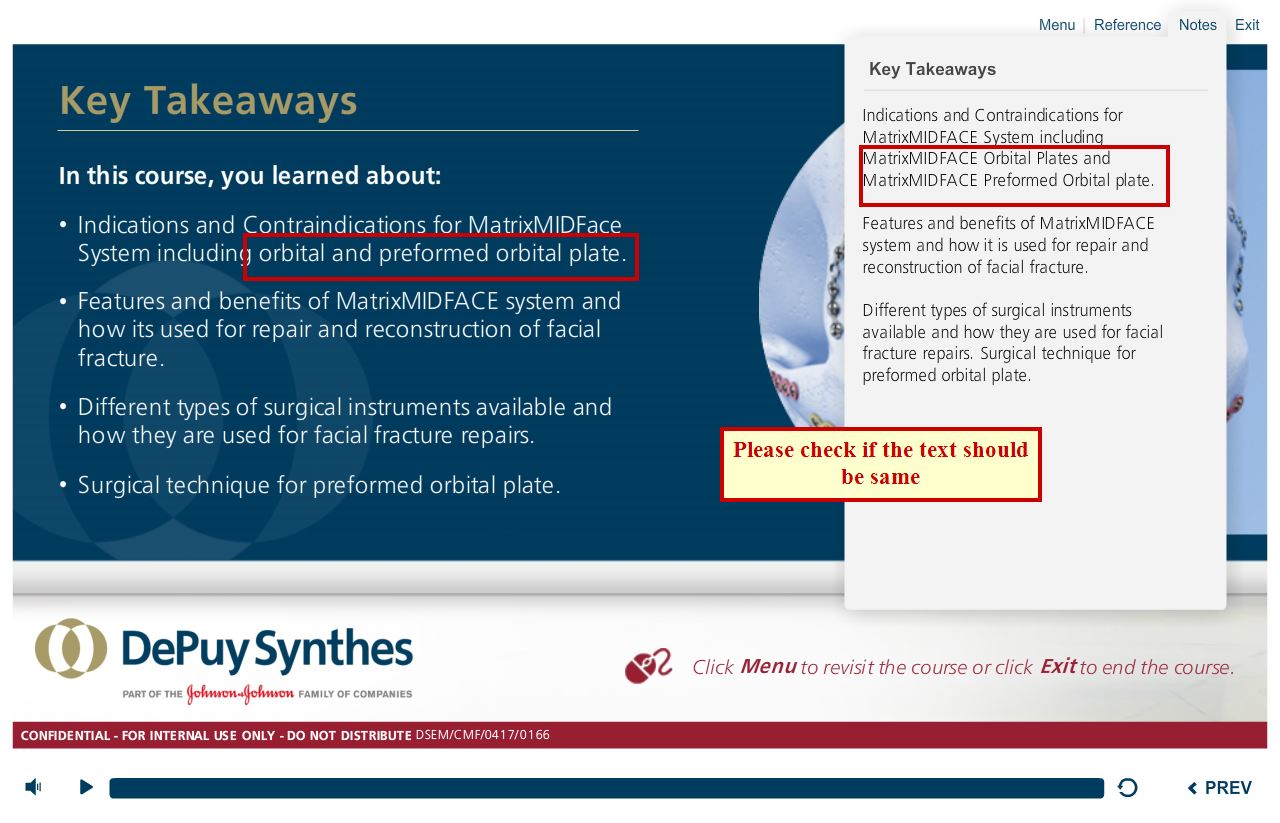 Menu | Reference Notes Exit
Key Takeaways
In this course, you learned about:
• Indications and Contraindications for MatrixMIDFace
System including orbital and preformed orbital plate.
• Features and benefits of MatrixMIDFACE system and
how its used for repair and reconstruction of facial
fracture.
• Different types of surgical instruments available and
how they are used for facial fracture repairs.
• Surgical technique for preformed orbital plate.
Key Takeaways
Indications and Contraindications for
MatrixMIDFACE System including
MatrixMIDFACE Orbital Plates and
MatrixMIDFACE Preformed Orbital plate.
Features and benefits of MatrixMIDFACE
system and how it is used for repair and
reconstruction of facial fracture.
Different types of surgical instruments
available and how they are used for facial
fracture repairs. Surgical technique for
preformed orbital plate.
Please check if the text should
be same
DePuy Synthes
PART OF THE Johnson & Johnson FAMILY OF COMPANIES
Click Menu to revisit the course or click Exit to end the course.
CONFIDENTIAL - FOR INTERNAL USE ONLY - DO NOT DISTRIBUTE DSEM/CMF/0417/0166
PREV